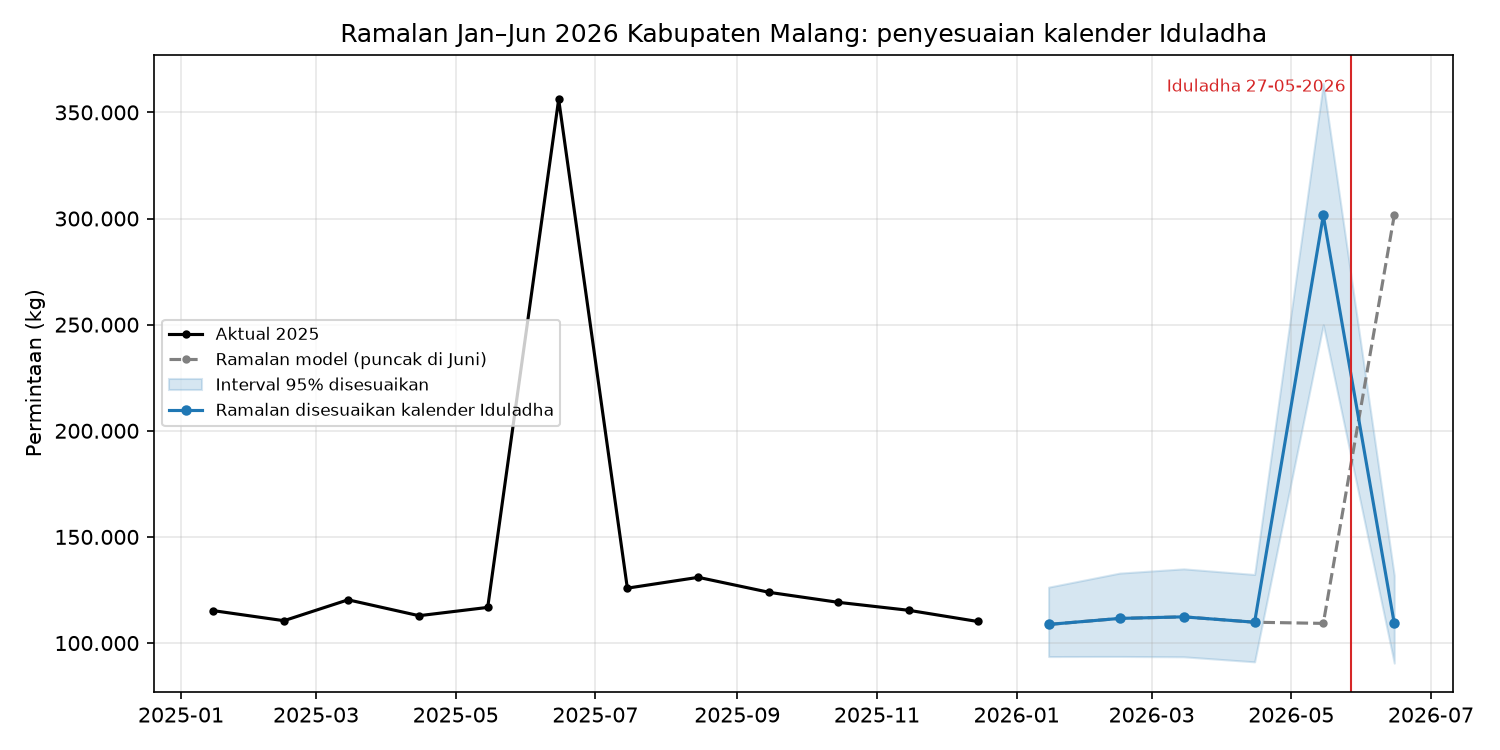 Ramalan Jan–Jun 2026 Kabupaten Malang: penyesuaian kalender Iduladha
Iduladha 27-05-2026
Permintaan (kg)
350.000
300.000
250.000
200.000
150.000
100.000
Aktual 2025
Ramalan model (puncak di Juni)
Interval 95% disesuaikan
Ramalan disesuaikan kalender Iduladha
2025-01
2025-03
2025-05
2025-07
2025-09
2025-11
2026-01
2026-03
2026-05
2026-07